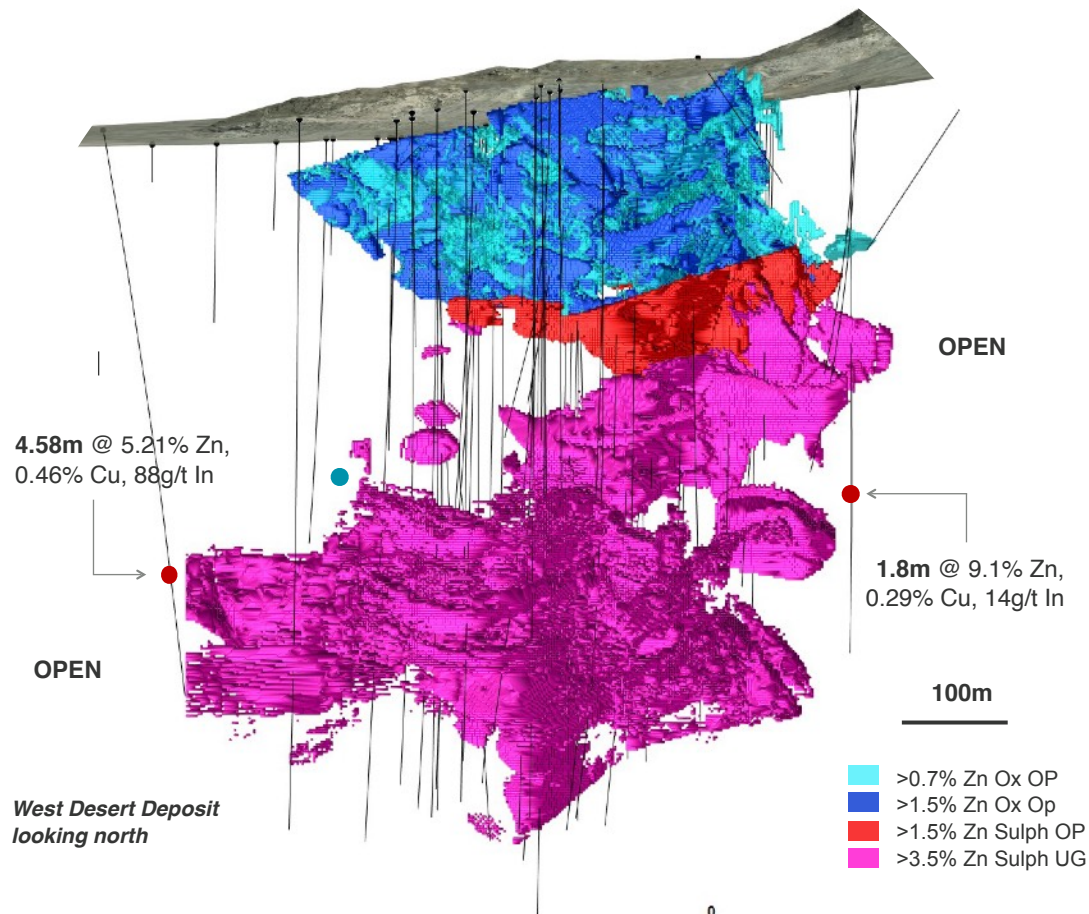 OPEN
4.58m @ 5.21% Zn,
0.46% Cu, 88g/t In
1.8m @ 9.1% Zn,
0.29% Cu, 14g/t In
OPEN
100m
>0.7% Zn Ox OP
>1.5% Zn Ox Op
>1.5% Zn Sulph OP
>3.5% Zn Sulph UG
West Desert Deposit
looking north
0